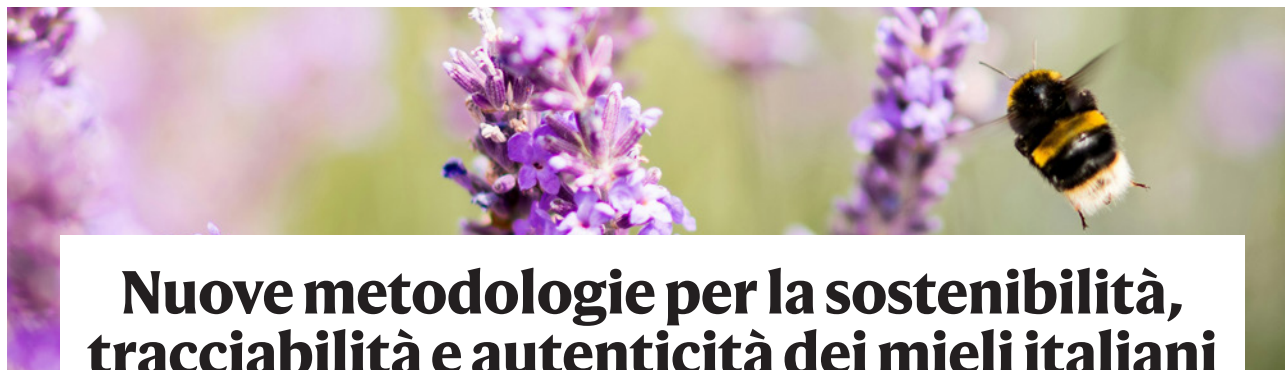 Nuove metodologie per la sostenibilità,
tracciabilità e autenticità dei mieli italiani